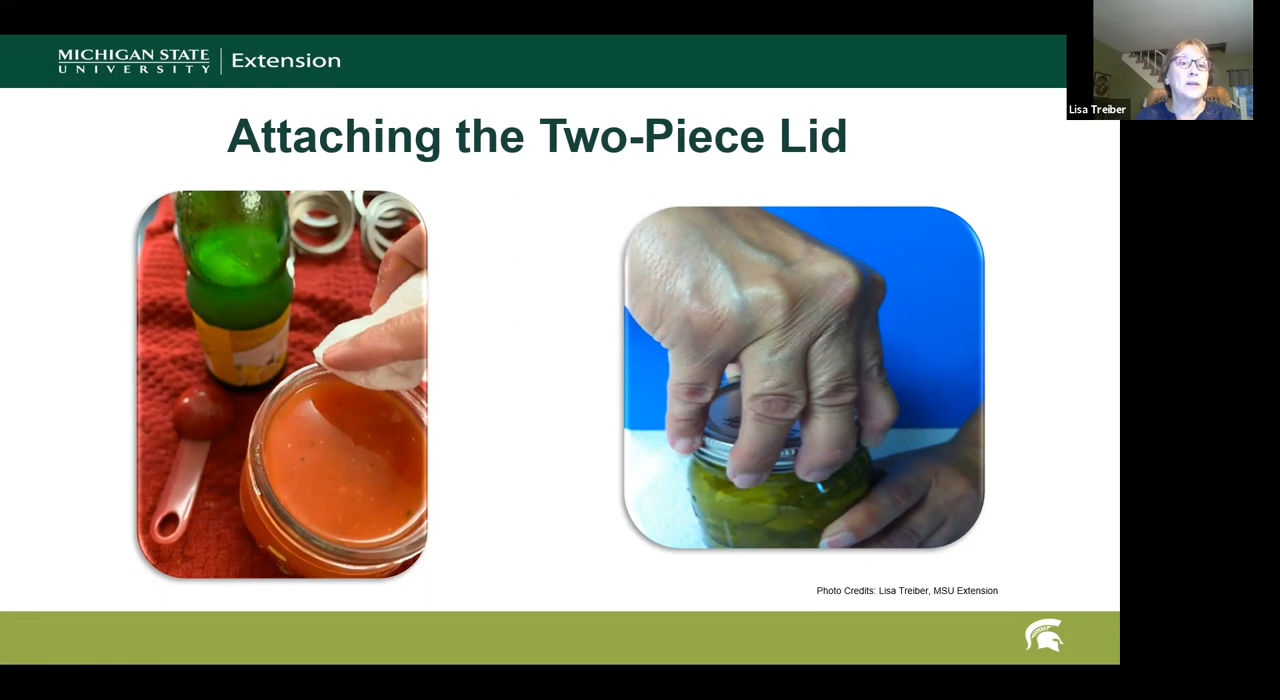 MICHIGAN STATE
UNIVERSITY
Extension
Lisa Treiber
Attaching the Two-Piece Lid
Photo Credits: Lisa Treiber, MSU Extension